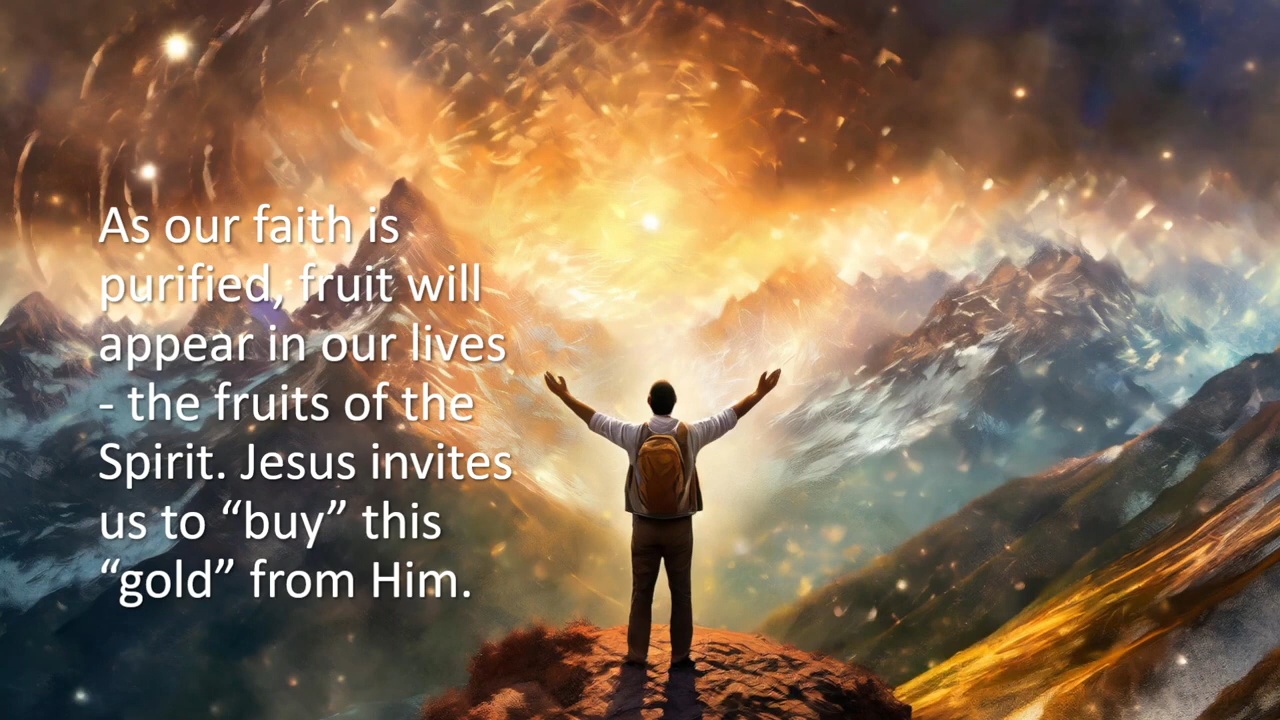 As our faith is
purified, fruit will
appear in our lives
- the fruits of the
Spirit. Jesus invites
us to “buy” this
“gold” from Him.